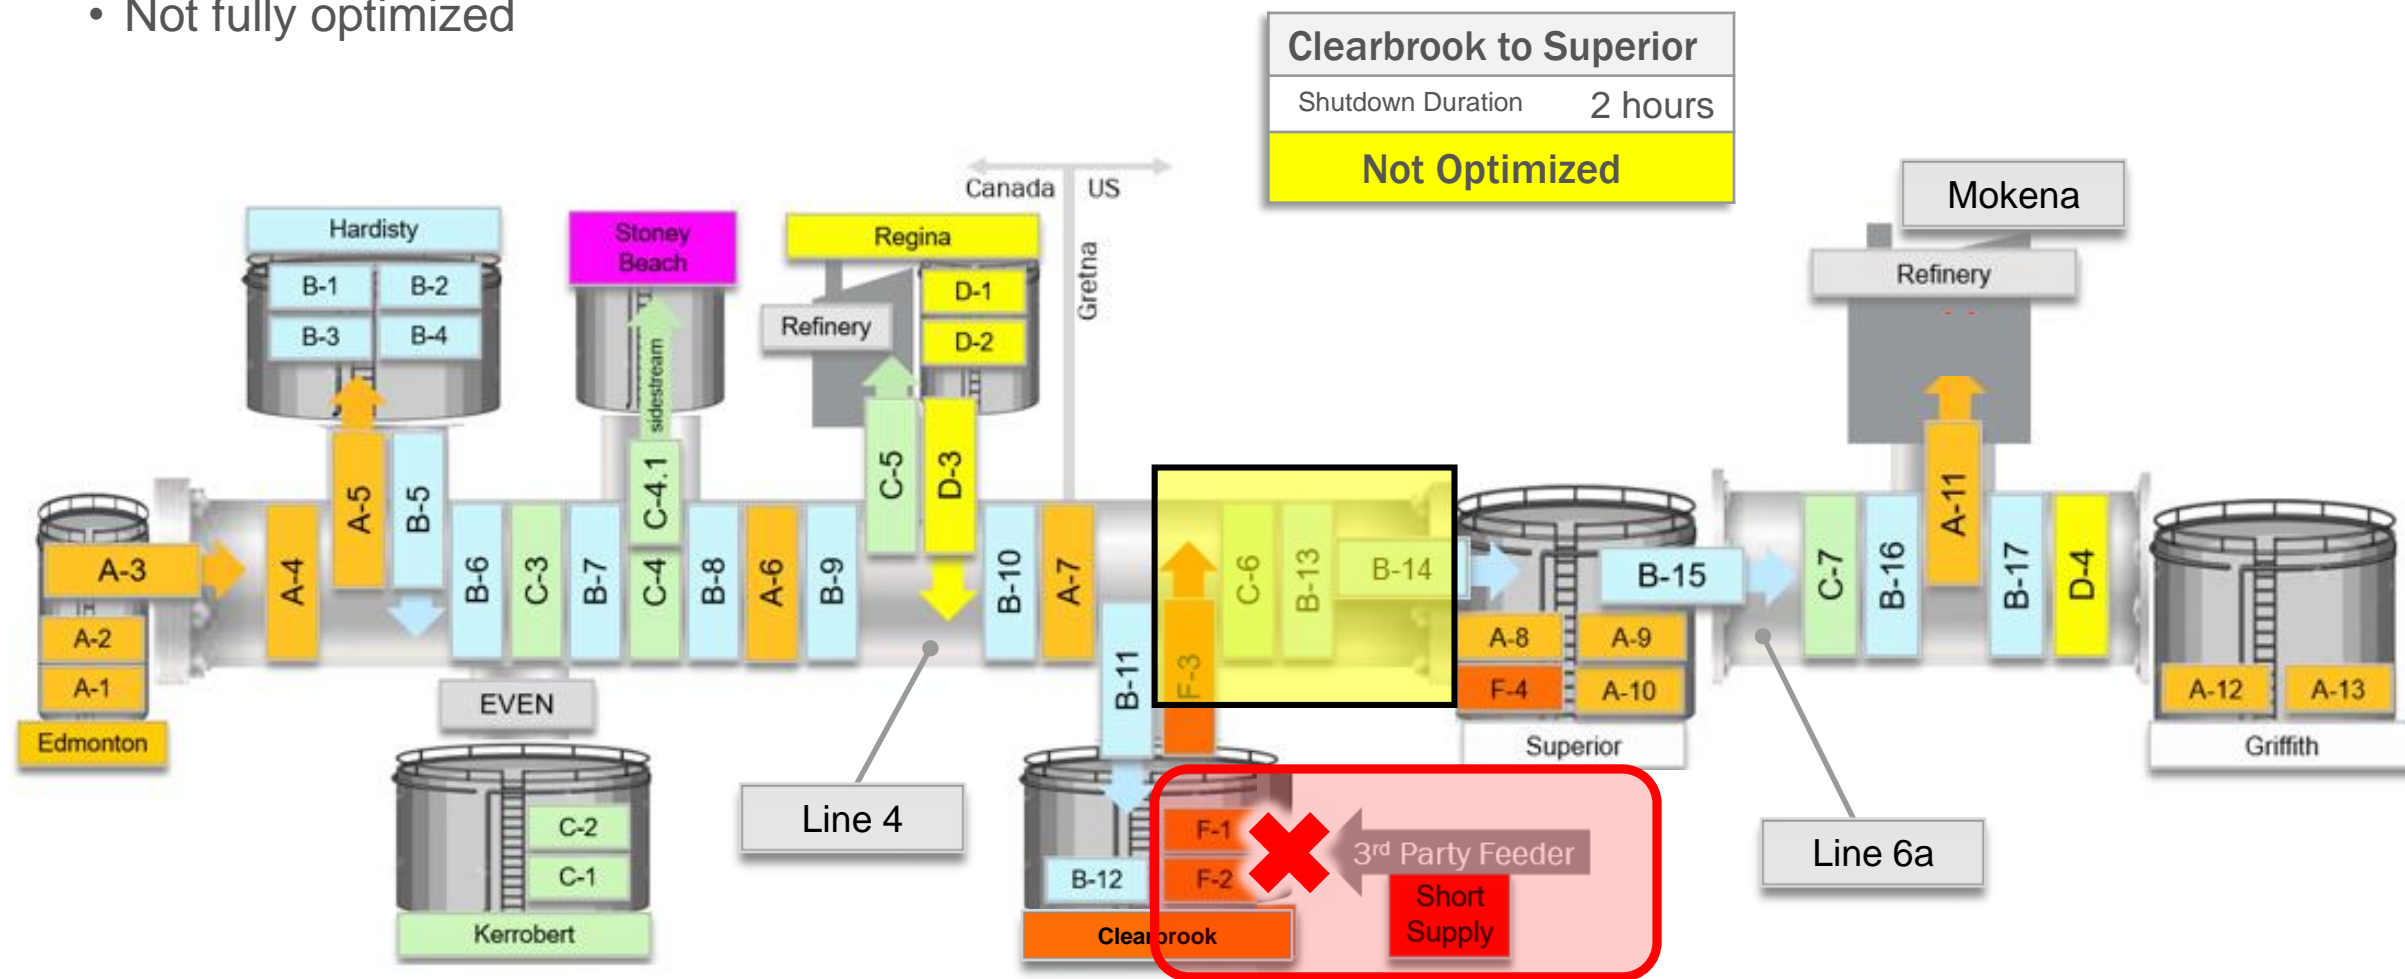 • Not fully optimized
Clearbrook to Superior
Shutdown Duration 2 hours
Not Optimized
Canada US
Gretna
Mokena
Refinery
Hardisty
B-1 B-2
B-3 B-4
Stoney
Beach
sidestream
Regina
Refinery
D-1
D-2
A-3
A-2
A-1
Edmonton
A-4
A-5
B-5
B-6
C-3
B-7
C-4.1
C-4
B-8
A-6
B-9
C-5
D-3
B-10
A-7
B-11
F-3
C-6
B-13
B-14
A-8 A-9
F-4 A-10
Superior
B-15
C-7
B-16
A-11
B-17
D-4
A-12 A-13
Griffith
EVEN
C-2
C-1
Kerrobert
Line 4
F-1
B-12 F-2
Clearbrook
3rd Party Feeder
Short
Supply
Line 6a